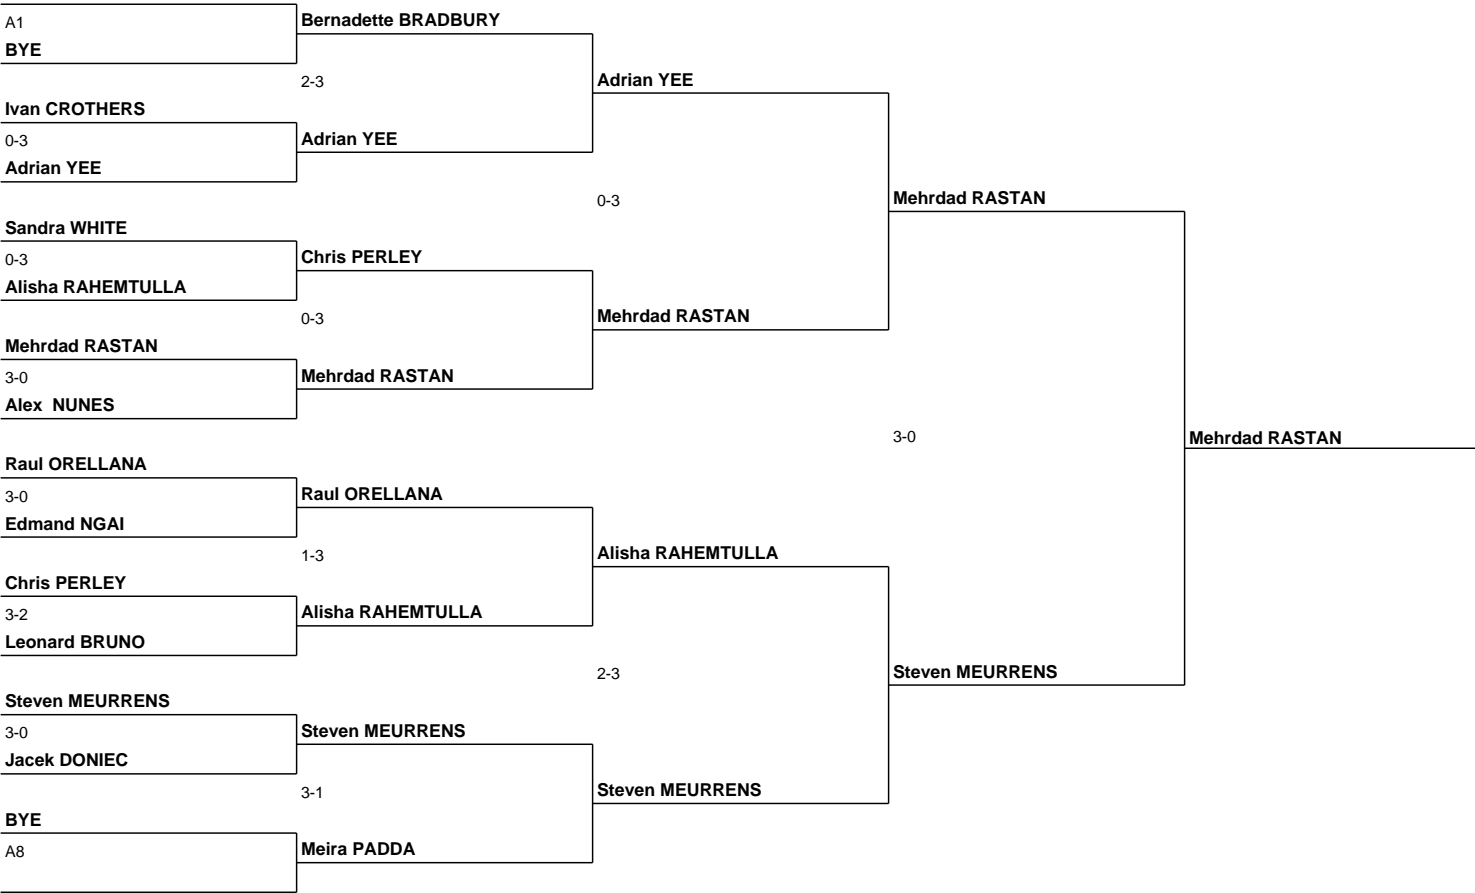 A1
BYE
Bernadette BRADBURY
2-3
Adrian YEE
Ivan CROTHERS
0-3
Adrian YEE
Adrian YEE
0-3
Mehrdad RASTAN
Sandra WHITE
0-3
Alisha RAHEMTULLA
Chris PERLEY
0-3
Mehrdad RASTAN
Mehrdad RASTAN
3-0
Alex  NUNES
Mehrdad RASTAN
3-0
Mehrdad RASTAN
Raul ORELLANA
3-0
Edmand NGAI
Raul ORELLANA
1-3
Alisha RAHEMTULLA
Chris PERLEY
3-2
Leonard BRUNO
Alisha RAHEMTULLA
2-3
Steven MEURRENS
Steven MEURRENS
3-0
Jacek DONIEC
Steven MEURRENS
3-1
Steven MEURRENS
BYE
A8
Meira PADDA